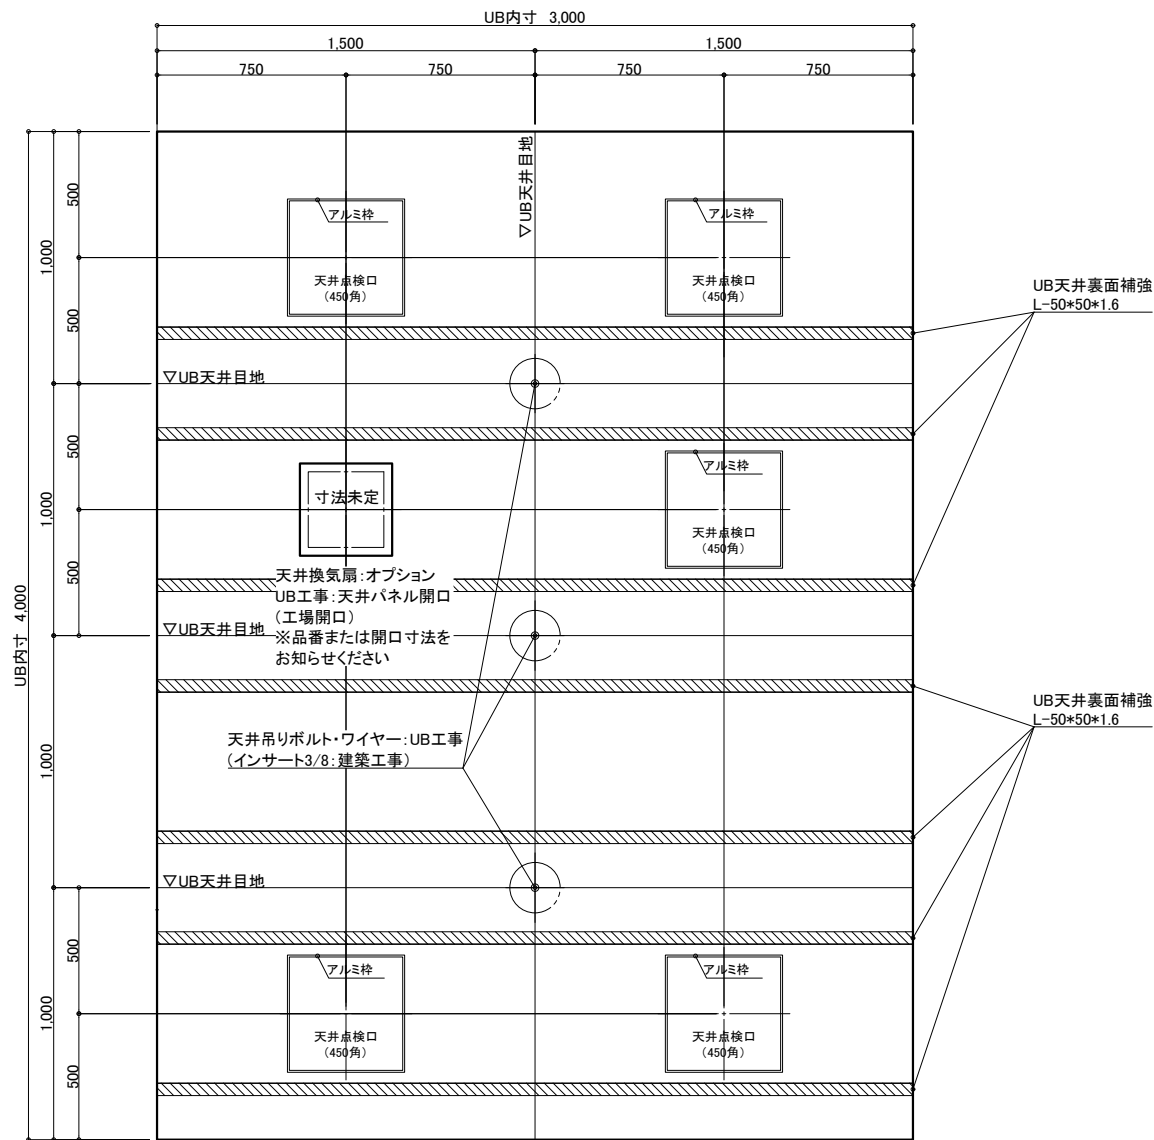 UB内寸 3,000
1,500
1,500
750
750
750
750
▽UB天井目地
500
アルミ枠
アルミ枠
1,000
天井点検口
(450角)
天井点検口
(450角)
UB天井裏面補強
L-50*50*1.6
500
▽UB天井目地
500
アルミ枠
寸法未定
1,000
天井点検口
(450角)
500
天井換気扇:オプション
UB工事:天井パネル開口
(工場開口)
※品番または開口寸法を
お知らせください
UB内寸 4,000
▽UB天井目地
UB天井裏面補強
L-50*50*1.6
天井吊りボルト・ワイヤー:UB工事
(インサート3/8:建築工事)
1,000
▽UB天井目地
500
アルミ枠
アルミ枠
1,000
天井点検口
(450角)
天井点検口
(450角)
500